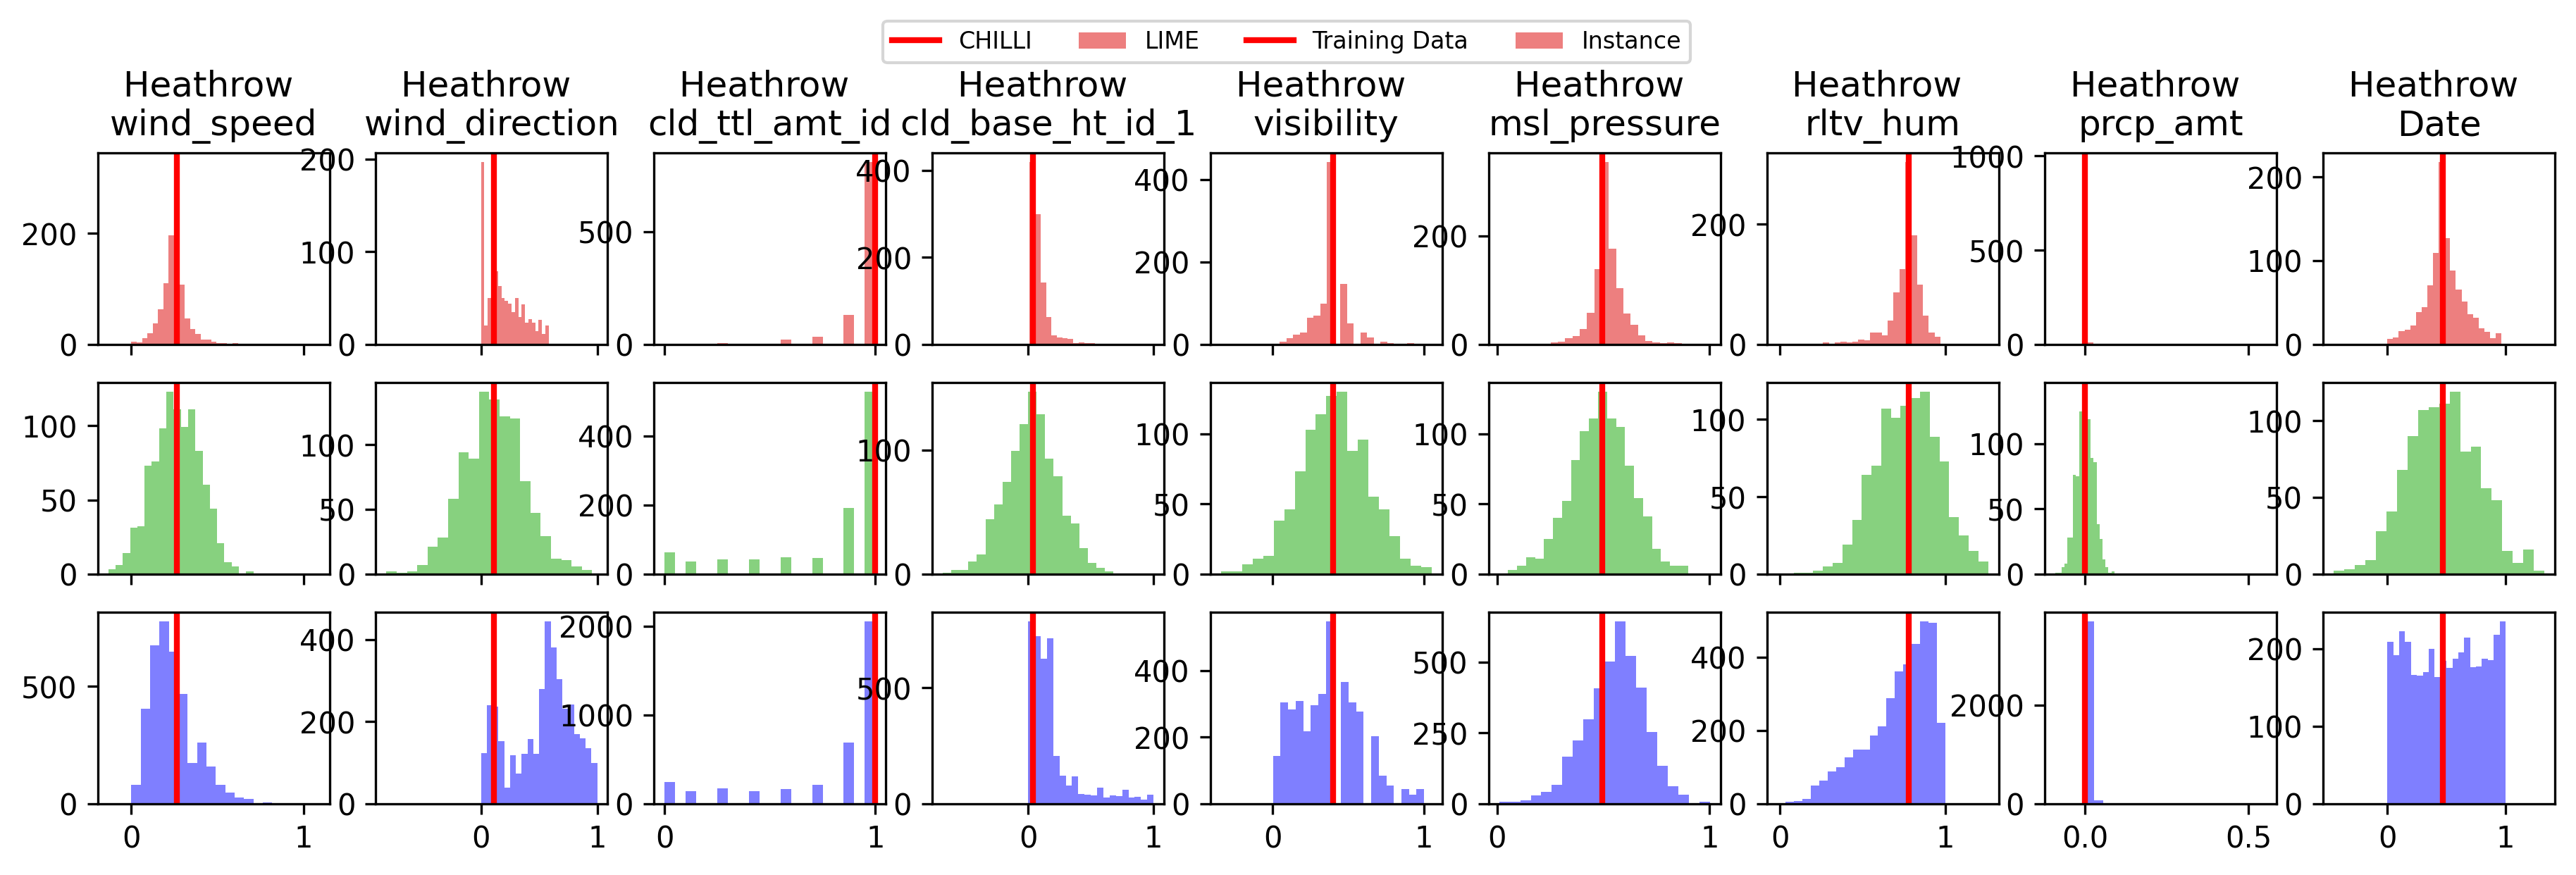 CHILLI LIME Training Data Instance
Heathrow Heathrow Heathrow Heathrow Heathrow Heathrow Heathrow Heathrow Heathrow
wind_speed wind_direction cld_ttl_amt_id cld_base_ht_id_1 visibility msl_pressure rltv_hum prcp_amt Date
200 0
200 100 0
500 0
400 200 0
400 200 0
200 0
200 0
1000 500 0
200 100 0
100 50 0
100 50 0
400 200 0
100 0
100 50 0
100 50 0
100 50 0
100 50 0
100 50 0
500 0
400 200 0
2000 1000 0
500 0
400 200 0
500 250 0
400 200 0
2000 0
200 100 0
0 1 0 1 0 1 0 1 0 1 0 1 0 1 0.0 0.5 0 1